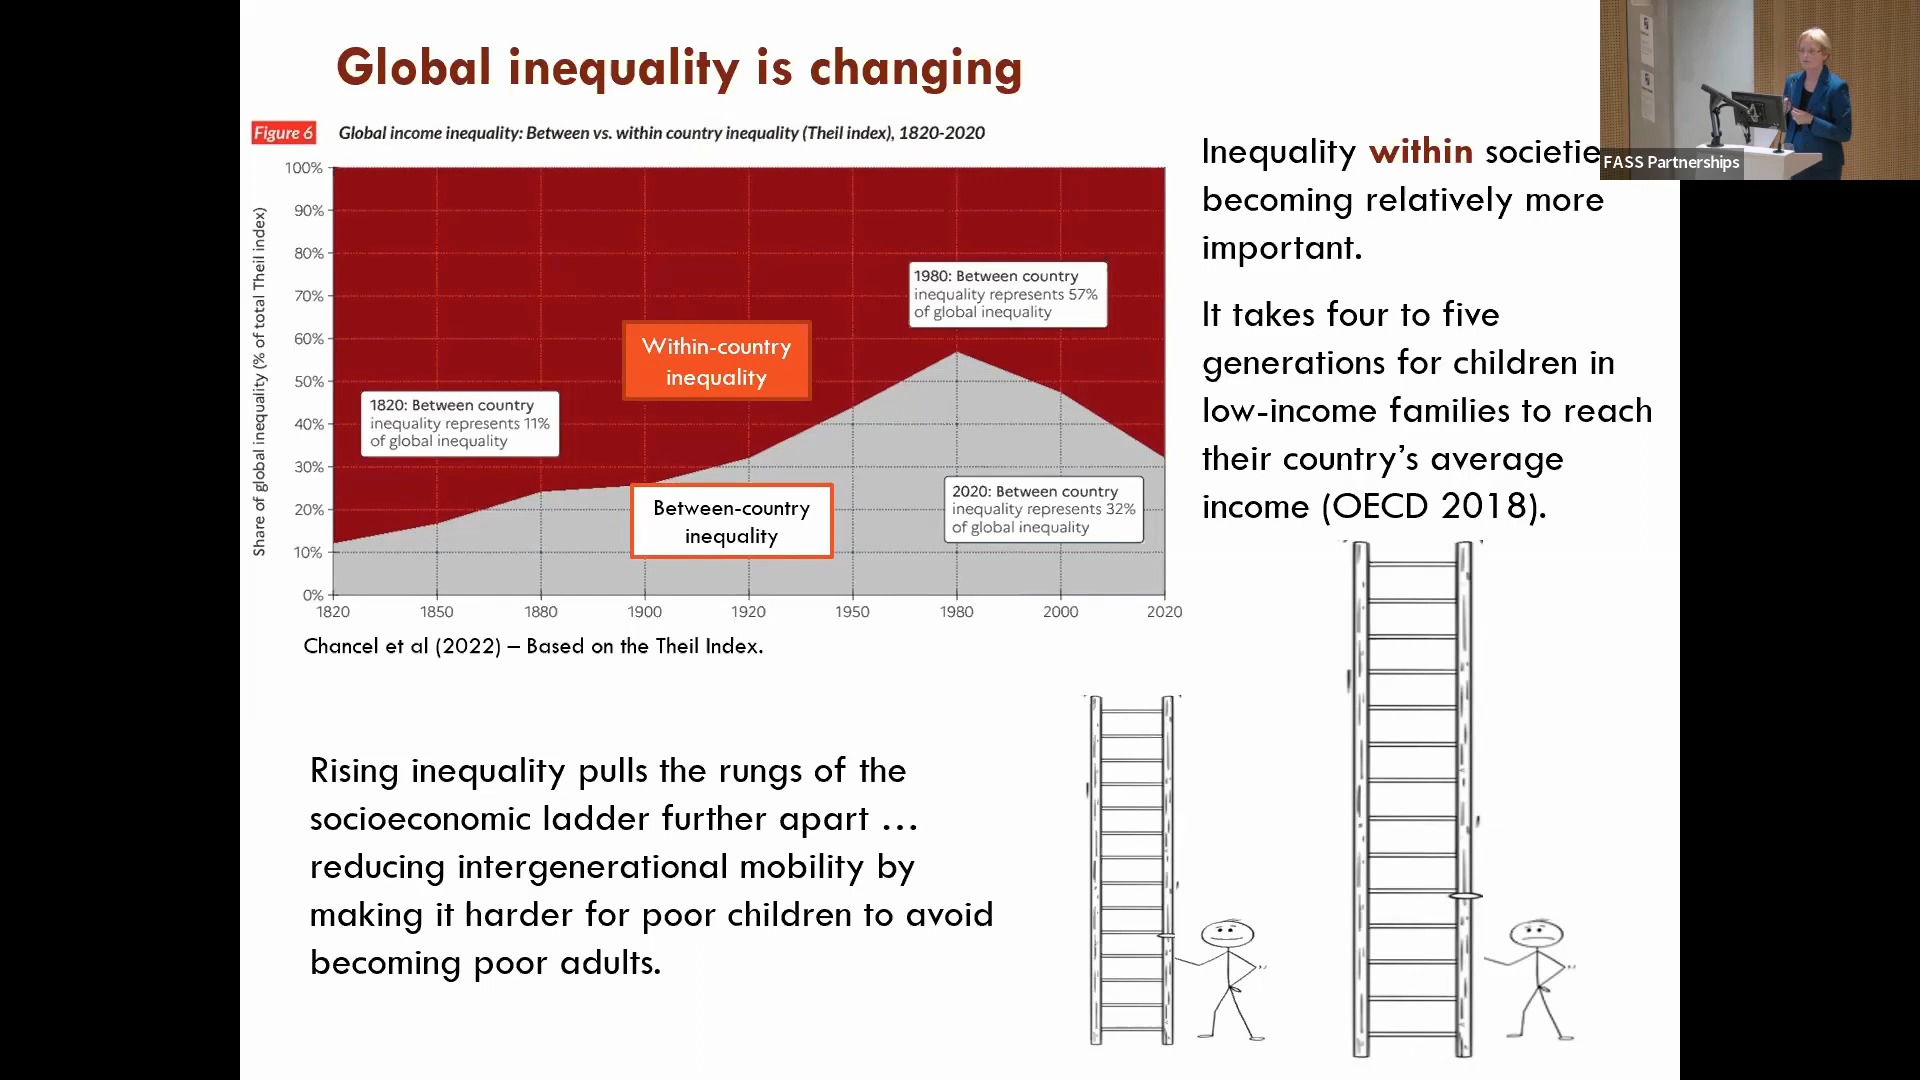 Global inequality is changing
Figure 6 Global income inequality: Between vs. within country inequality (Theil index), 1820-2020
Share of global inequality (% of total Theil index)
100%
90%
80%
70%
60%
50%
40%
30%
20%
10%
0%
1820 1850 1880 1900 1920 1950 1980 2000 2020
1820: Between country
inequality represents 11%
of global inequality
Within-country
inequality
1980: Between country
inequality represents 57%
of global inequality
Between-country
inequality
2020: Between country
inequality represents 32%
of global inequality
Chancel et al (2022) – Based on the Theil Index.
Inequality within societie
becoming relatively more
important.
It takes four to five
generations for children in
low-income families to reach
their country's average
income (OECD 2018).
Rising inequality pulls the rungs of the
socioeconomic ladder further apart …
reducing intergenerational mobility by
making it harder for poor children to avoid
becoming poor adults.
FASS Partnerships